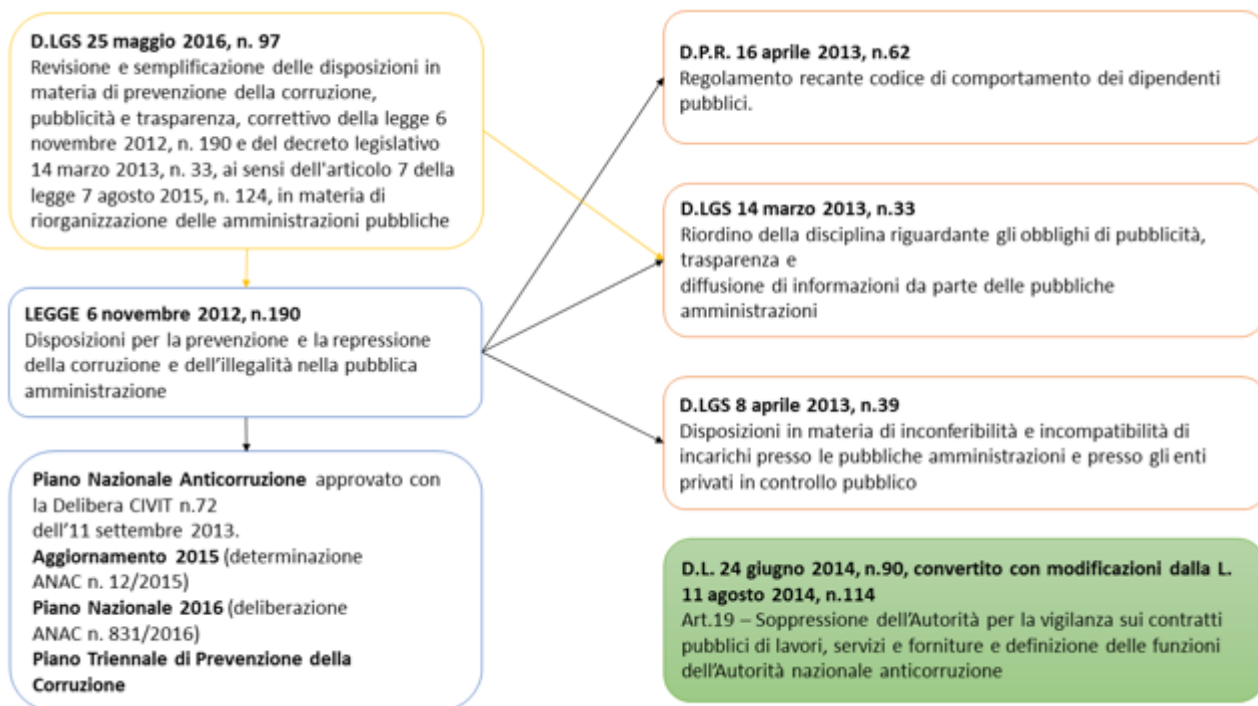 D.LGS 25 maggio 2016, n. 97
Revisione e semplificazione delle disposizioni in
materia di prevenzione della corruzione,
pubblicità e trasparenza, correttivo della legge 6
novembre 2012, n. 190 e del decreto legislativo
14 marzo 2013, n. 33, ai sensi dell'articolo 7 della
legge 7 agosto 2015, n. 124, in materia di
riorganizzazione delle amministrazioni pubbliche
LEGGE 6 novembre 2012, n.190
Disposizioni per la prevenzione e la repressione
della corruzione e dell'illegalità nella pubblica
amministrazione
Piano Nazionale Anticorruzione approvato con
la Delibera CIVIT n.72
dell'11 settembre 2013.
Aggiornamento 2015 (determinazione
ANAC n. 12/2015)
Piano Nazionale 2016 (deliberazione
ANAC n. 831/2016)
Piano Triennale di Prevenzione della
Corruzione
D.P.R. 16 aprile 2013, n.62
Regolamento recante codice di comportamento dei dipendenti
pubblici.
D.LGS 14 marzo 2013, n.33
Riordino della disciplina riguardante gli obblighi di pubblicità,
trasparenza e
diffusione di informazioni da parte delle pubbliche
amministrazioni
D.LGS 8 aprile 2013, n.39
Disposizioni in materia di inconferibilità e incompatibilità di
incarichi presso le pubbliche amministrazioni e presso gli enti
privati in controllo pubblico
D.L. 24 giugno 2014, n.90, convertito con modificazioni dalla L.
11 agosto 2014, n.114
Art.19 – Soppressione dell'Autorità per la vigilanza sui contratti
pubblici di lavori, servizi e forniture e definizione delle funzioni
dell'Autorità nazionale anticorruzione